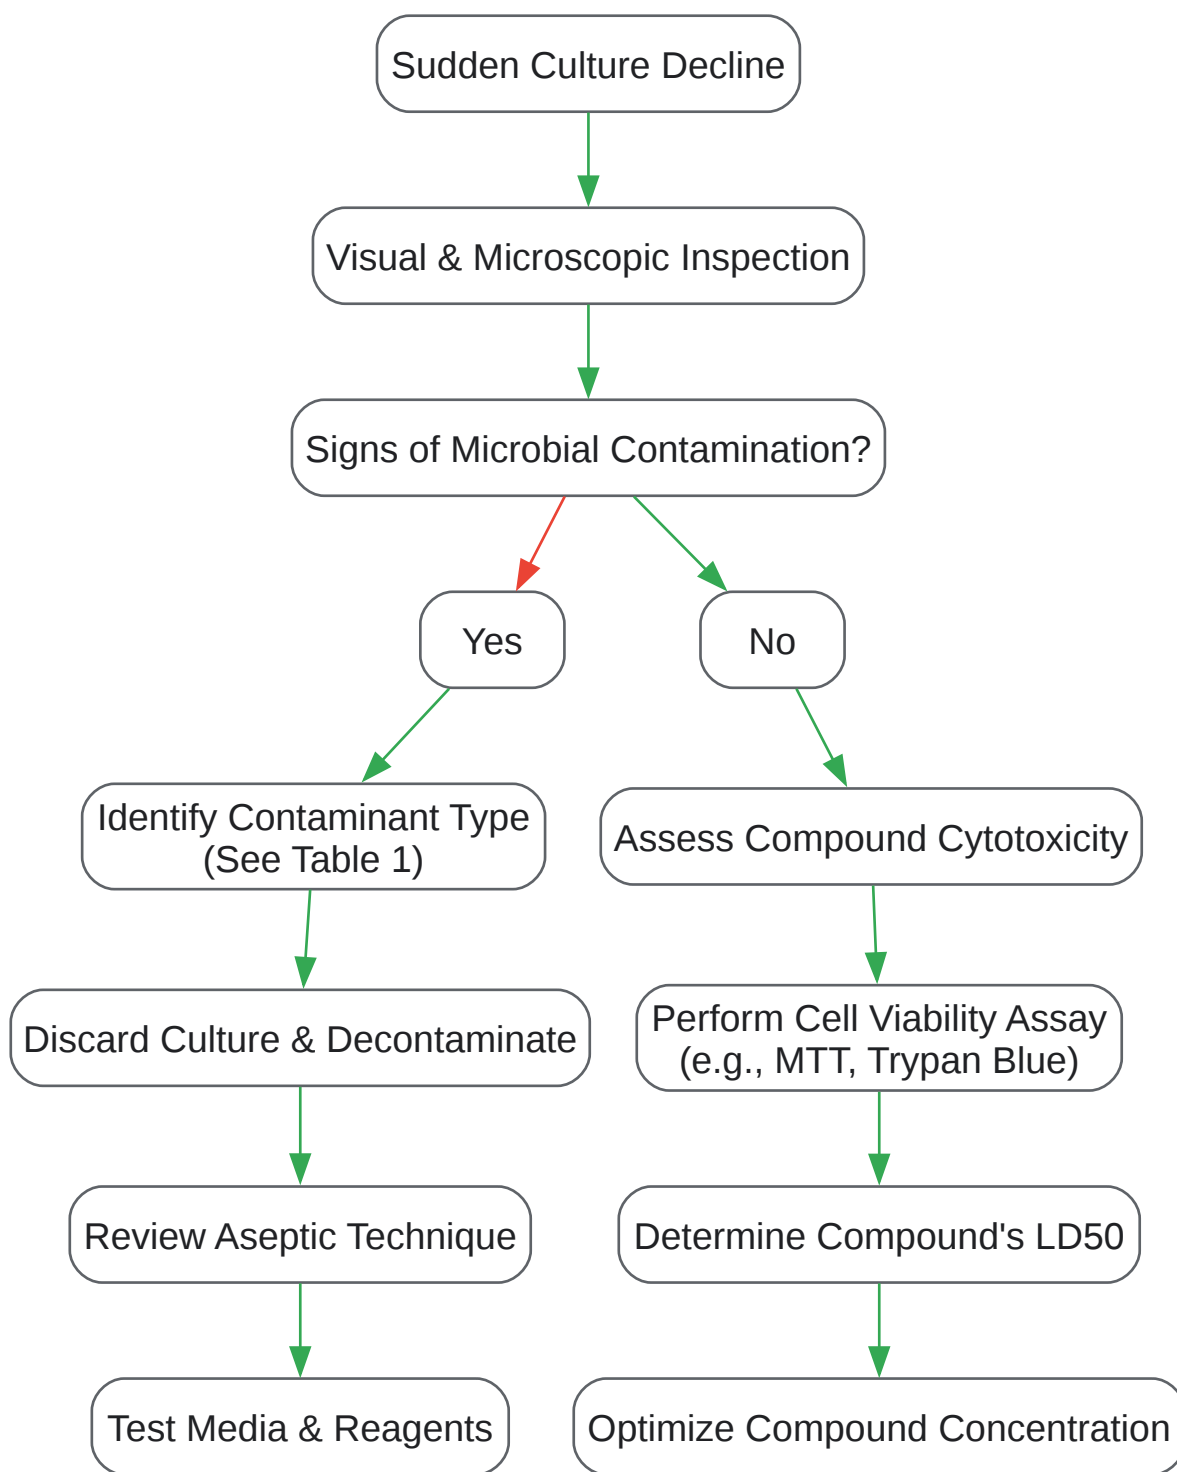 Sudden Culture Decline
Visual & Microscopic Inspection
Signs of Microbial Contamination?
Yes
No
Identify Contaminant Type
(See Table 1)
Assess Compound Cytotoxicity
Discard Culture & Decontaminate
Perform Cell Viability Assay
(e.g., MTT, Trypan Blue)
Review Aseptic Technique
Determine Compound's LD50
Test Media & Reagents
Optimize Compound Concentration